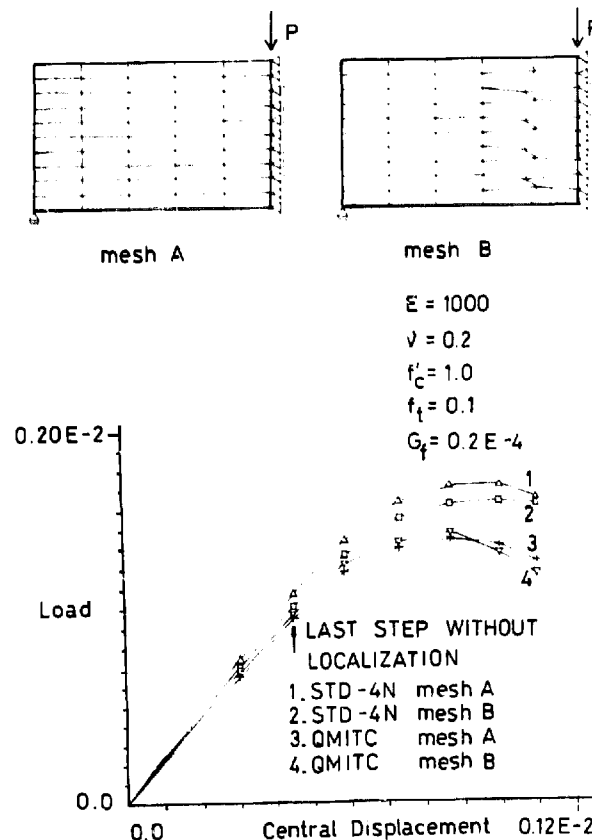 P
P
mesh A
mesh B
E = 1000
ν = 0.2
f'c = 1.0
ft = 0.1
Gf = 0.2E-4
0.20E-2
1
2
3
4
Load
LAST STEP WITHOUT
LOCALIZATION
1. STD-4N mesh A
2. STD-4N mesh B
3. QMITC mesh A
4. QMITC mesh B
0.0
0.0 Central Displacement 0.12E-2